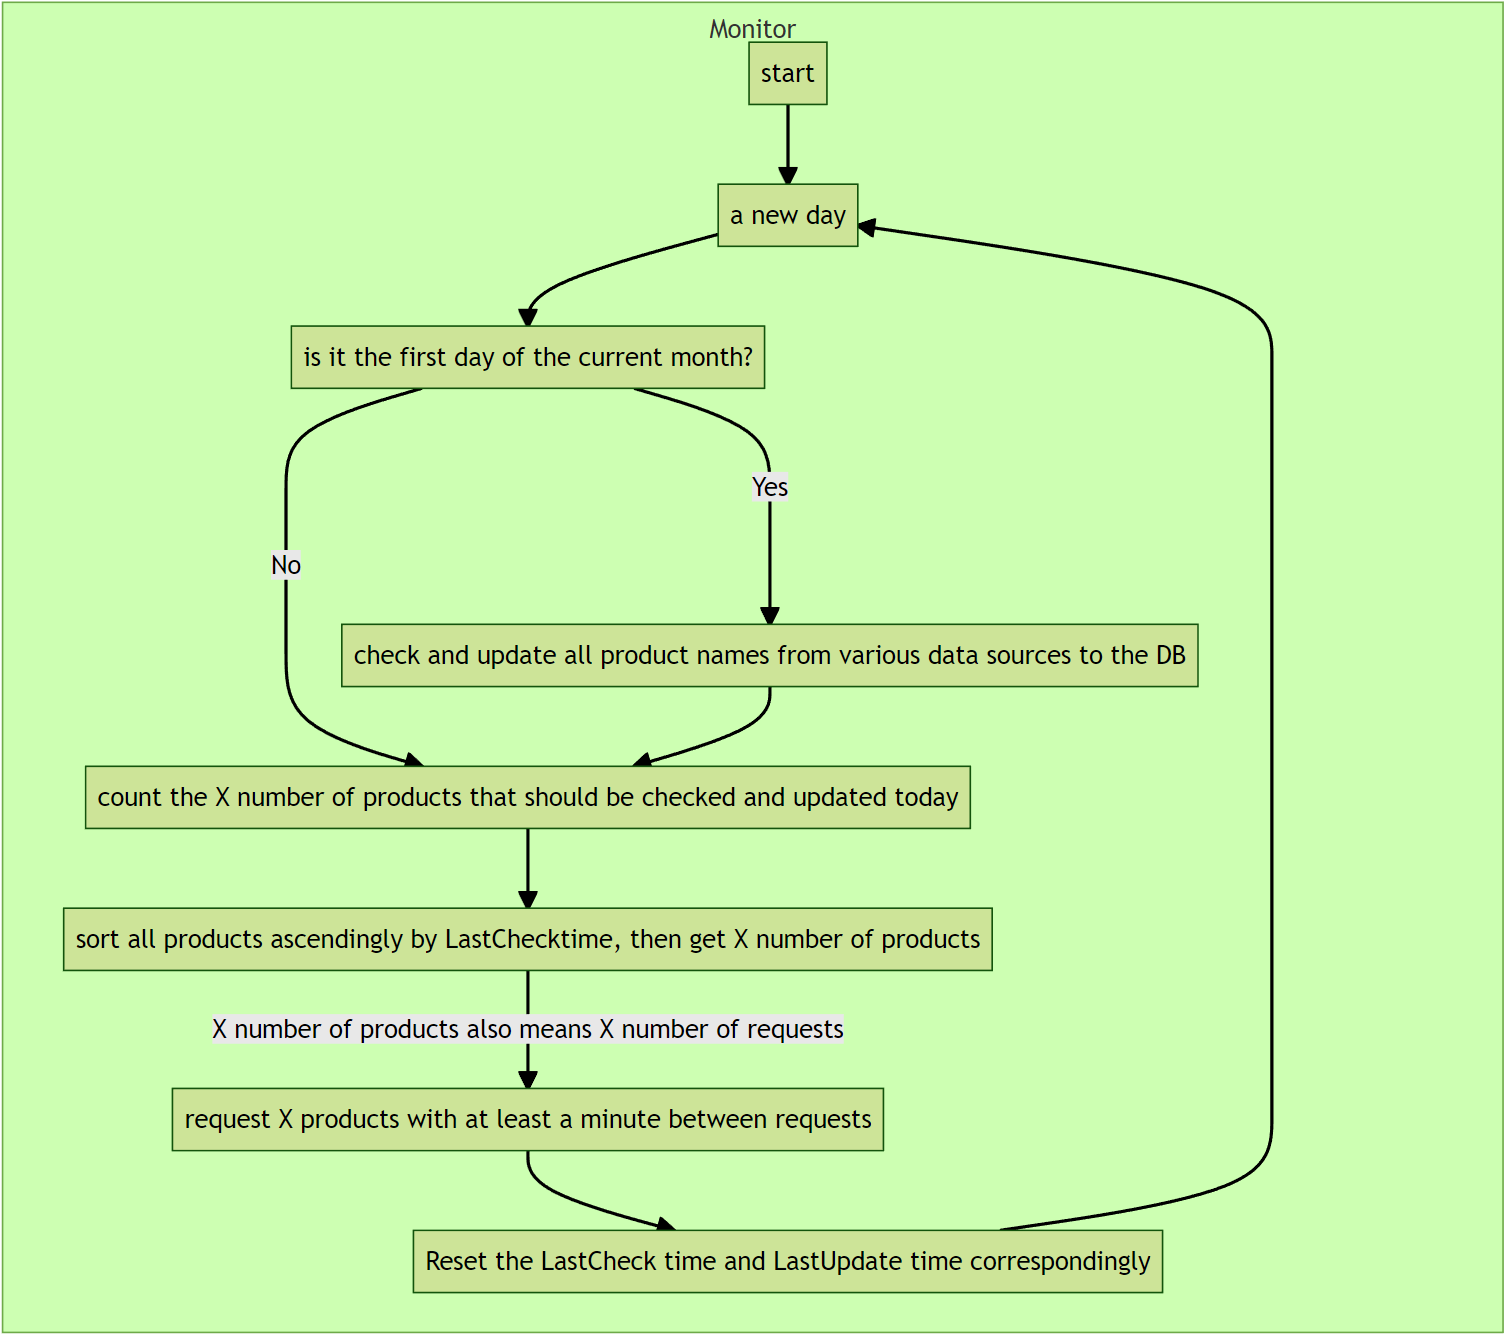 Monitor
start
a new day
is it the first day of the current month?
Yes
No
check and update all product names from various data sources to the DB
count the X number of products that should be checked and updated today
sort all products ascendingly by LastChecktime, then get X number of products
X number of products also means X number of requests
request X products with at least a minute between requests
Reset the LastCheck time and LastUpdate time correspondingly